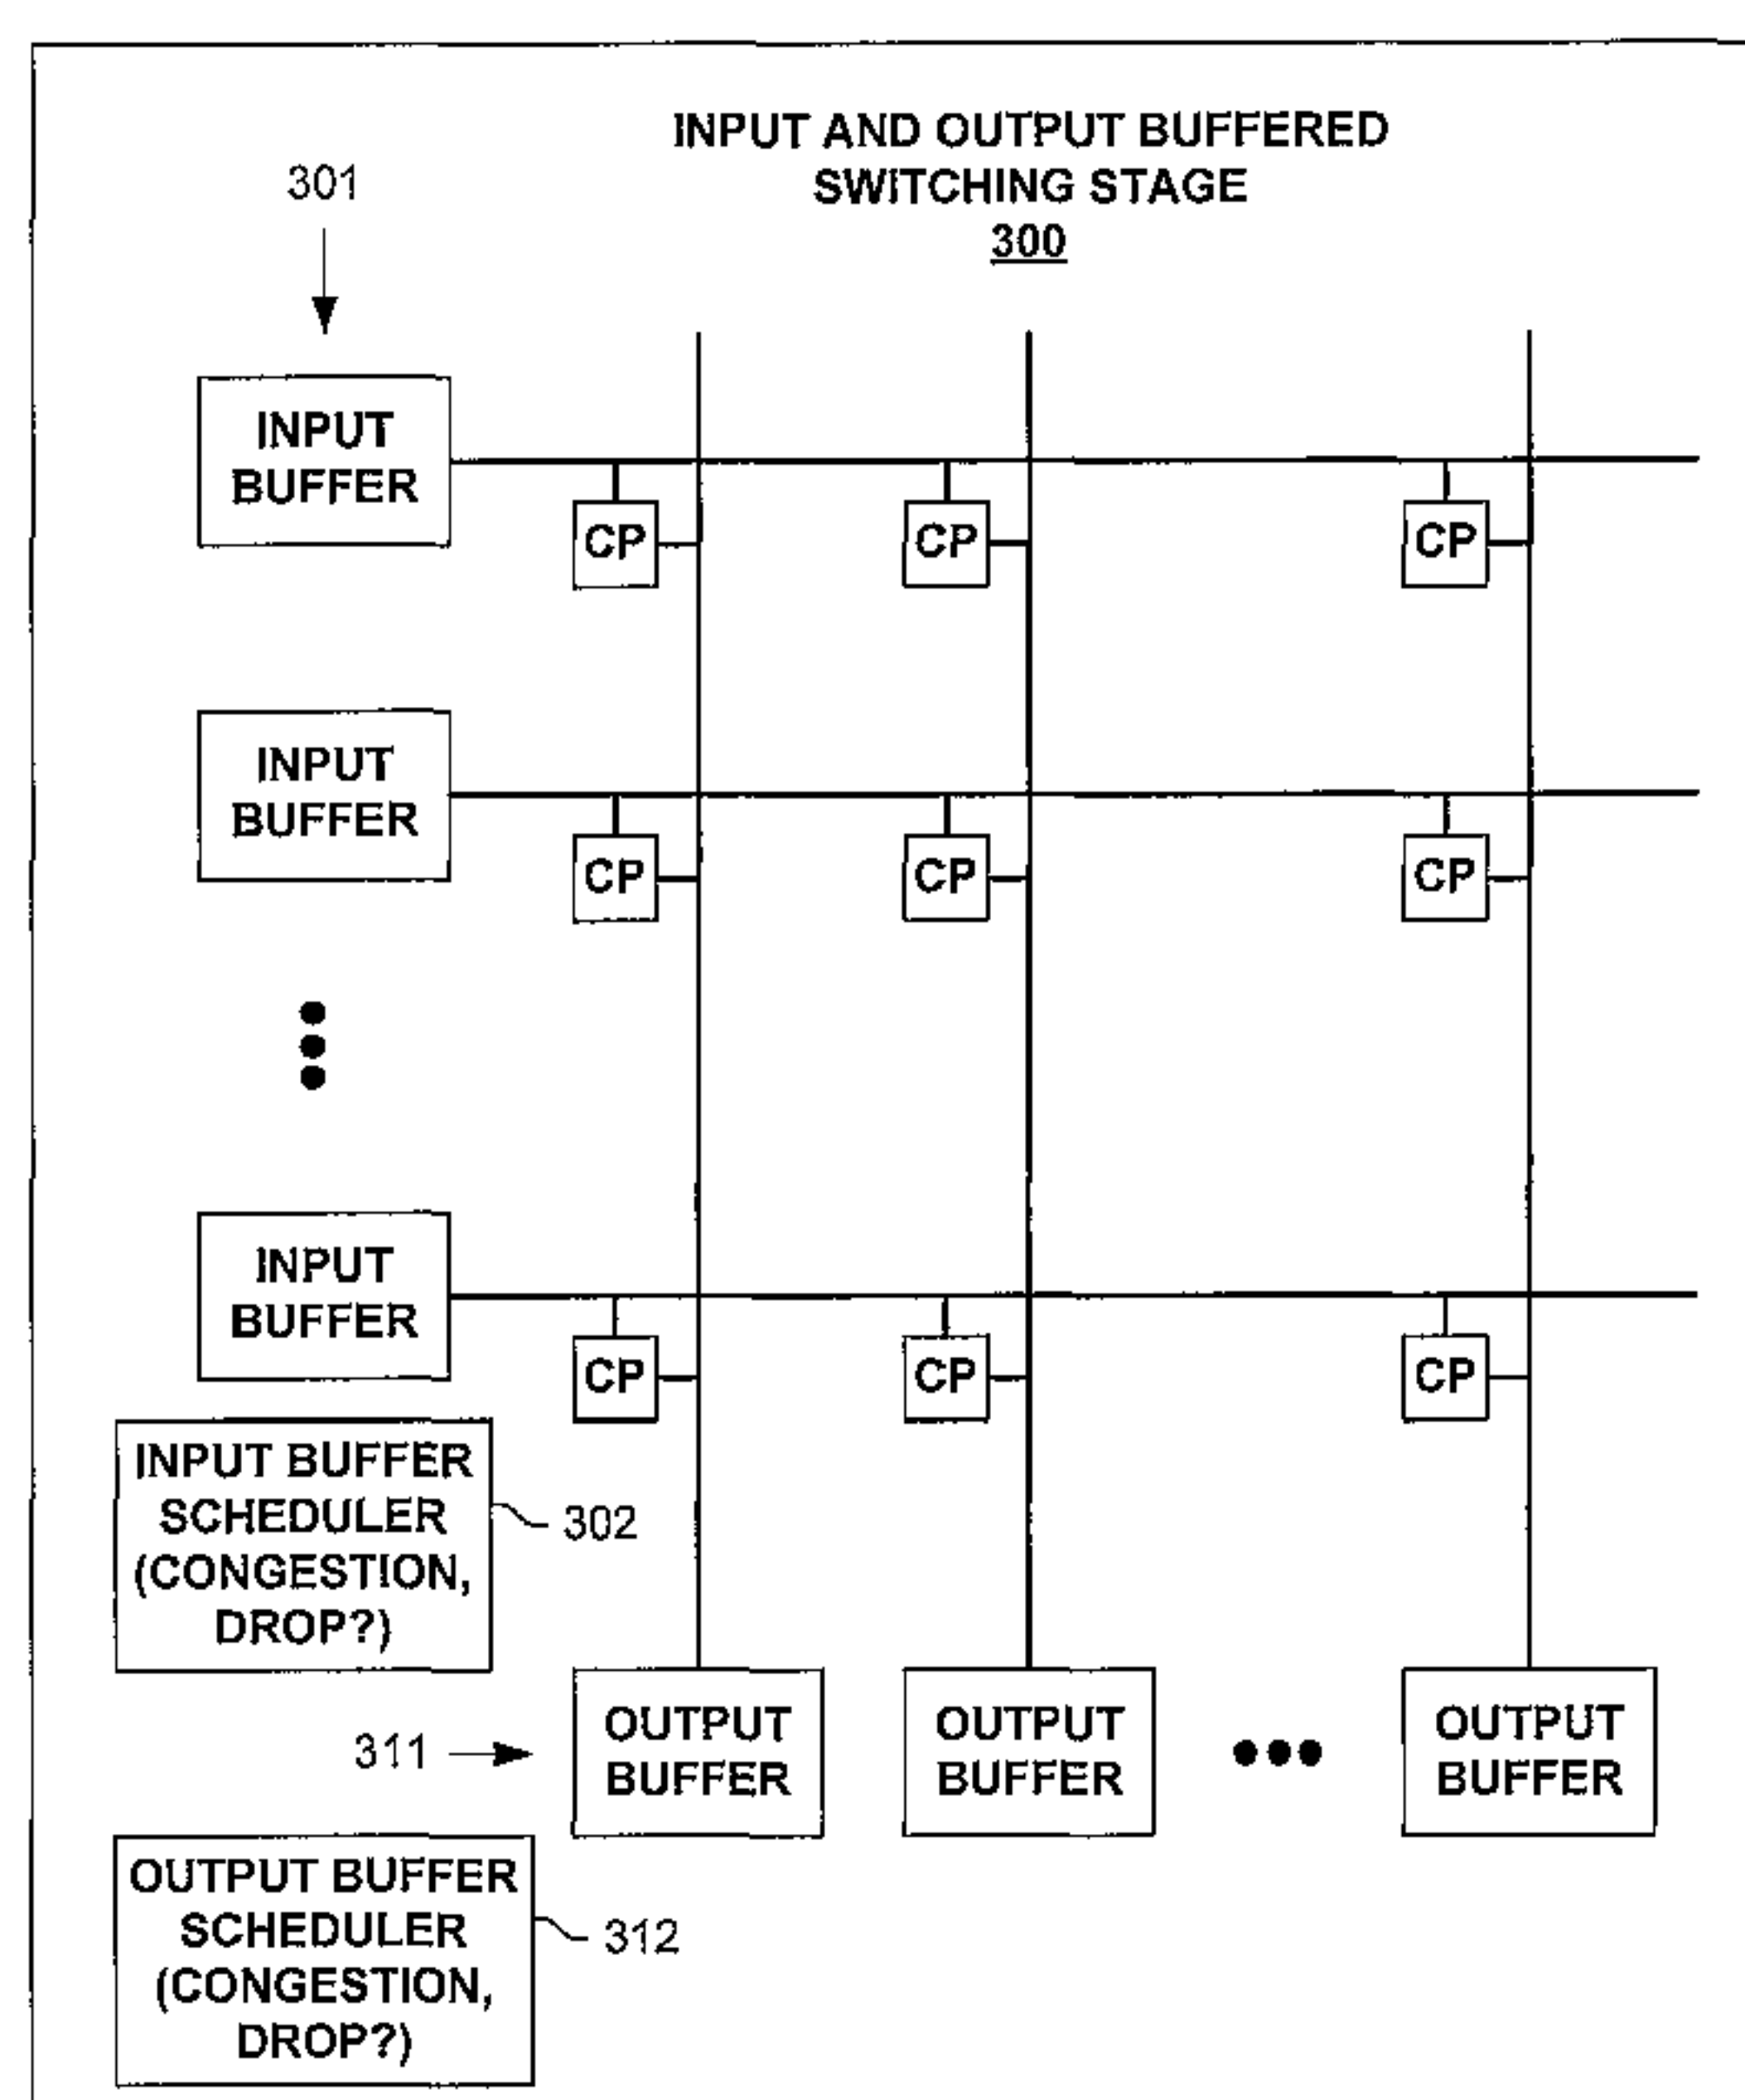 INPUT AND OUTPUT BUFFERED
SWITCHING STAGE
300
301
INPUT
BUFFER
CP CP CP
INPUT
BUFFER
CP CP CP
INPUT
BUFFER
CP CP CP
INPUT BUFFER
SCHEDULER
(CONGESTION,
DROP?)
302
311
OUTPUT
BUFFER
OUTPUT
BUFFER
OUTPUT
BUFFER
OUTPUT BUFFER
SCHEDULER
(CONGESTION,
DROP?)
312